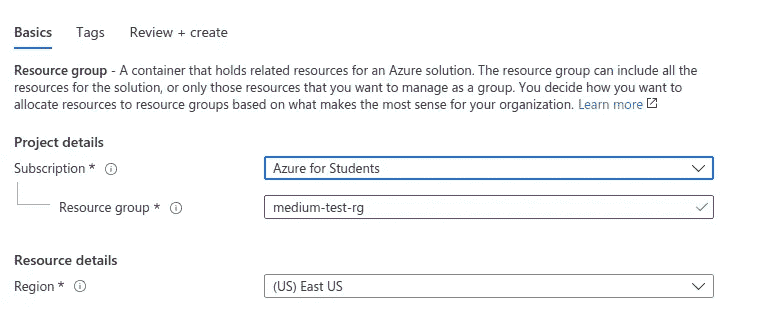 Basics Tags Review + create
Resource group - A container that holds related resources for an Azure solution. The resource group can include all the
resources for the solution, or only those resources that you want to manage as a group. You decide how you want to
allocate resources to resource groups based on what makes the most sense for your organization. Learn more
Project details
Subscription * Azure for Students
Resource group * medium-test-rg
Resource details
Region * (US) East US